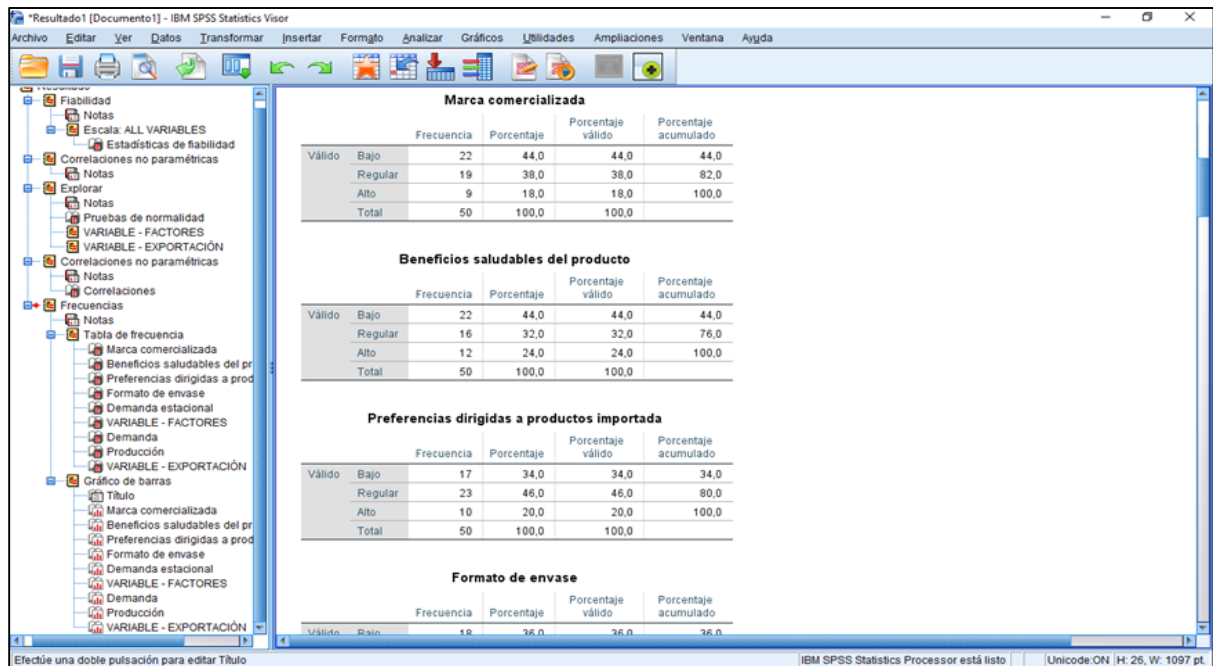 *Resultado1 [Documento1] - IBM SPSS Statistics Visor
Archivo Editar Ver Datos Transformar Insertar Formato Analizar Gráficos Utilidades Ampliaciones Ventana Ayuda
Resultado
Fiabilidad
Notas
Escala: ALL VARIABLES
Estadísticas de fiabilidad
Correlaciones no paramétricas
Notas
Explorar
Notas
Pruebas de normalidad
VARIABLE - FACTORES
VARIABLE - EXPORTACIÓN
Correlaciones no paramétricas
Notas
Correlaciones
Frecuencias
Notas
Tabla de frecuencia
Marca comercializada
Beneficios saludables del pr
Preferencias dirigidas a prod
Formato de envase
Demanda estacional
VARIABLE - FACTORES
Demanda
Producción
VARIABLE - EXPORTACIÓN
Gráfico de barras
Título
Marca comercializada
Beneficios saludables del pr
Preferencias dirigidas a prod
Formato de envase
Demanda estacional
VARIABLE - FACTORES
Demanda
Producción
VARIABLE - EXPORTACIÓN
Marca comercializada
Frecuencia Porcentaje Porcentaje válido Porcentaje acumulado
Válido Bajo 22 44,0 44,0 44,0
Regular 19 38,0 38,0 82,0
Alto 9 18,0 18,0 100,0
Total 50 100,0 100,0
Beneficios saludables del producto
Frecuencia Porcentaje Porcentaje válido Porcentaje acumulado
Válido Bajo 22 44,0 44,0 44,0
Regular 16 32,0 32,0 76,0
Alto 12 24,0 24,0 100,0
Total 50 100,0 100,0
Preferencias dirigidas a productos importada
Frecuencia Porcentaje Porcentaje válido Porcentaje acumulado
Válido Bajo 17 34,0 34,0 34,0
Regular 23 46,0 46,0 80,0
Alto 10 20,0 20,0 100,0
Total 50 100,0 100,0
Formato de envase
Frecuencia Porcentaje Porcentaje válido Porcentaje acumulado
Válido Bajo 18 36,0 36,0 36,0
Efectúe una doble pulsación para editar Título
IBM SPSS Statistics Processor está listo
Unicode:ON H: 26, W: 1097 pt.